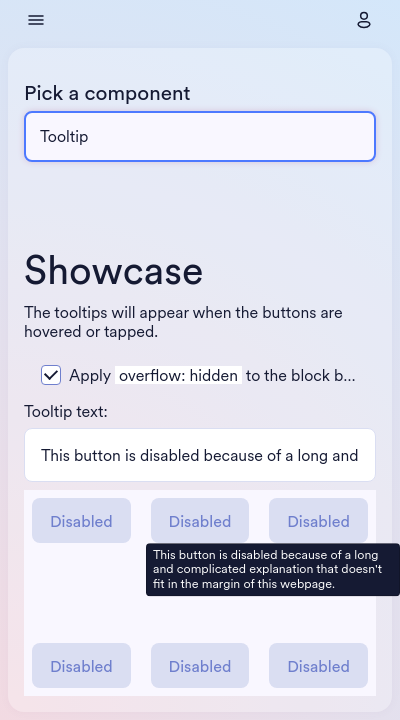 Pick a component
Tooltip
Showcase
The tooltips will appear when the buttons are
hovered or tapped.
Apply overflow: hidden to the block b...
Tooltip text:
This button is disabled because of a long and
Disabled Disabled Disabled
This button is disabled because of a long
and complicated explanation that doesn't
fit in the margin of this webpage.
Disabled Disabled Disabled